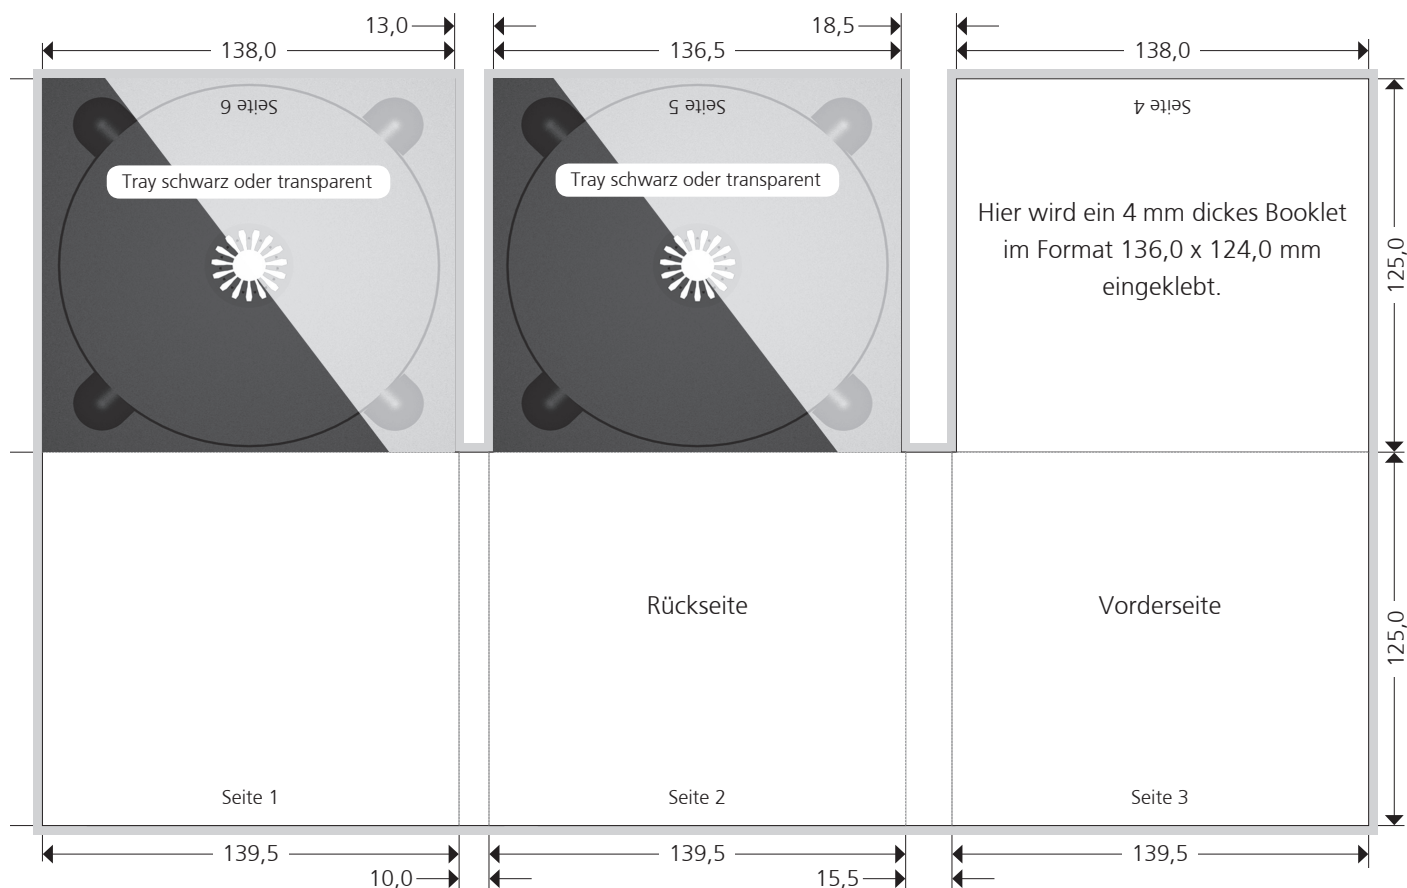 13,0
18,5
138,0
136,5
138,0
Seite 6
Seite 5
Seite 4
Tray schwarz oder transparent
Tray schwarz oder transparent
Hier wird ein 4 mm dickes Booklet
im Format 136,0 x 124,0 mm
eingeklebt.
125,0
Rückseite
Vorderseite
125,0
Seite 1
Seite 2
Seite 3
139,5
139,5
139,5
10,0
15,5